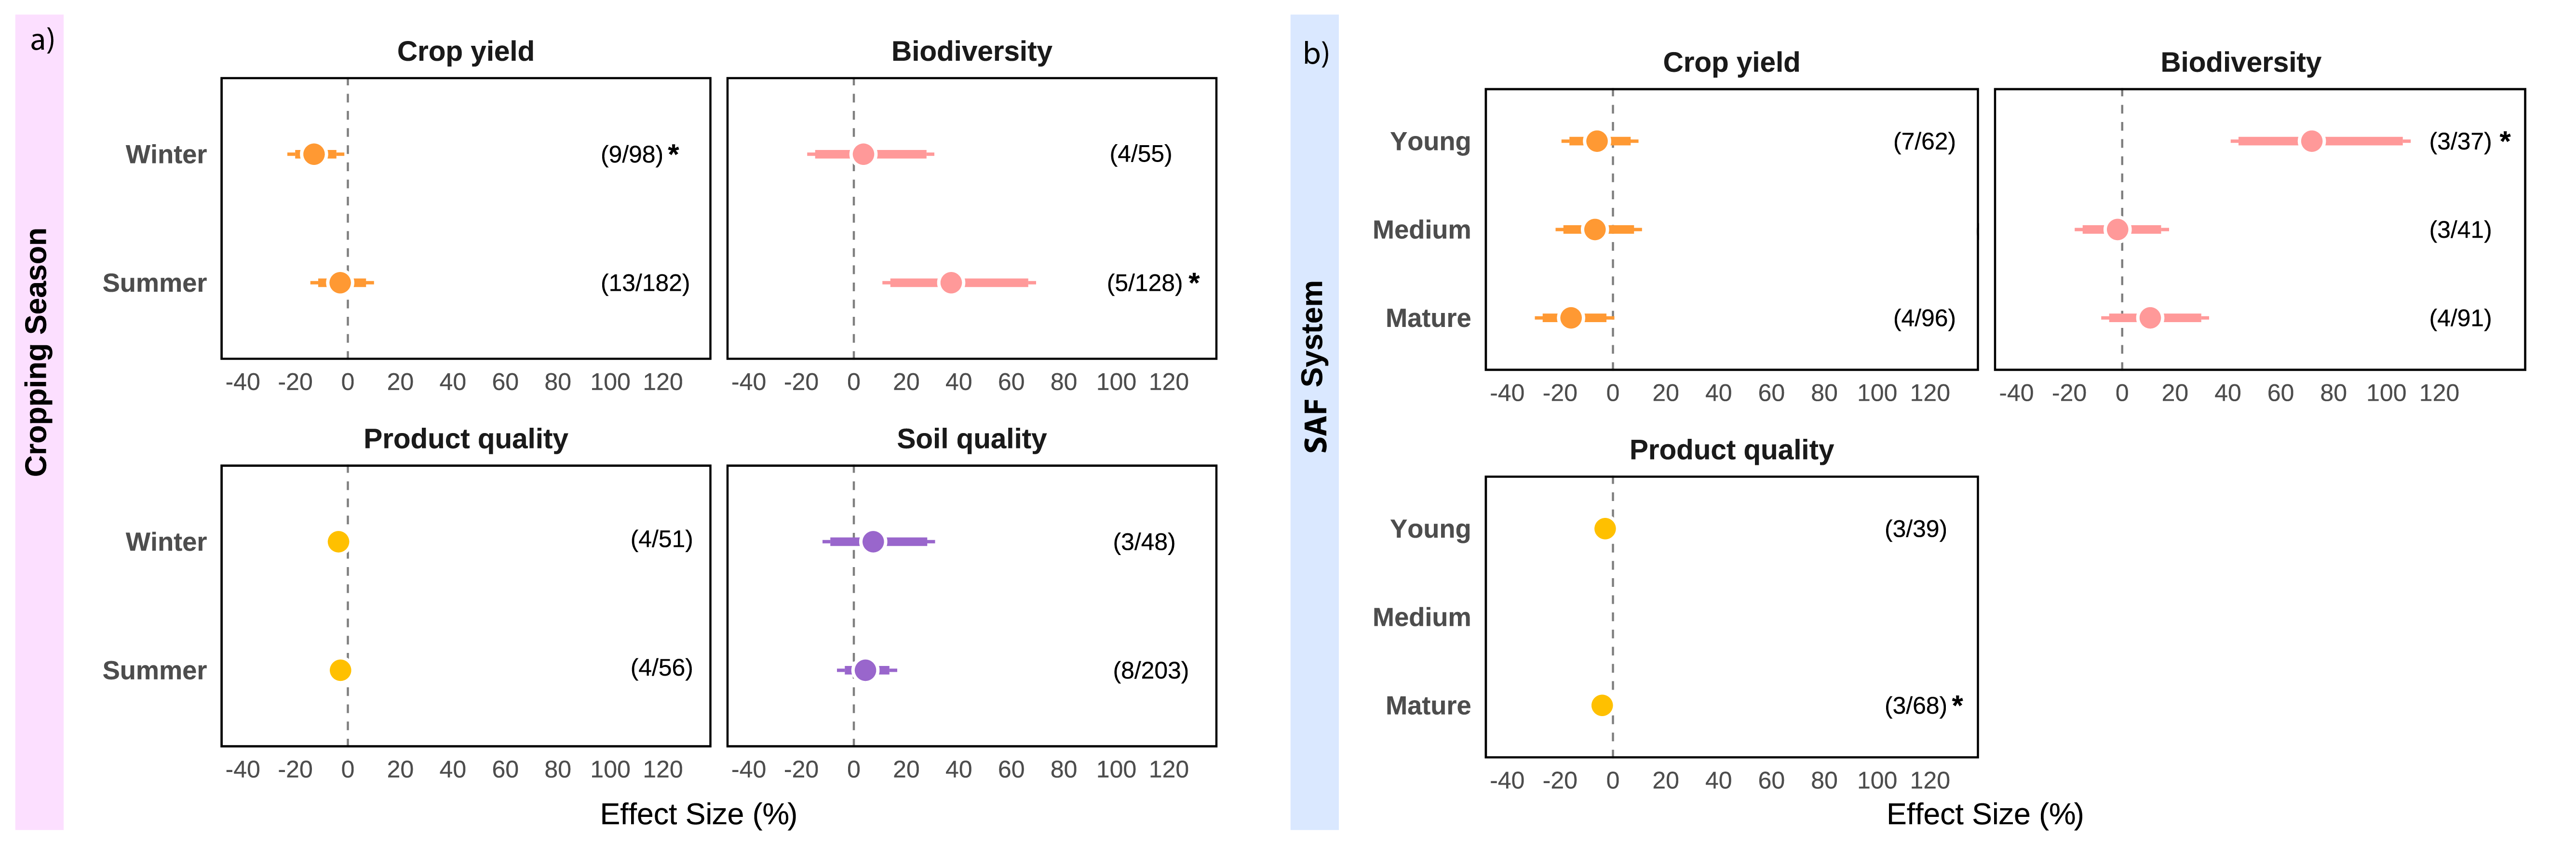 a)
Cropping Season
Crop yield
Biodiversity
Winter
(9/98) *
(4/55)
Summer
(13/182)
(5/128) *
-40 -20 0 20 40 60 80 100 120
-40 -20 0 20 40 60 80 100 120
Product quality
Soil quality
Winter
(4/51)
(3/48)
Summer
(4/56)
(8/203)
-40 -20 0 20 40 60 80 100 120
-40 -20 0 20 40 60 80 100 120
Effect Size (%)
b)
SAF System
Crop yield
Biodiversity
Young
(7/62)
(3/37) *
Medium
(3/41)
Mature
(4/96)
(4/91)
-40 -20 0 20 40 60 80 100 120
-40 -20 0 20 40 60 80 100 120
Product quality
Young
(3/39)
Medium
Mature
(3/68) *
-40 -20 0 20 40 60 80 100 120
Effect Size (%)